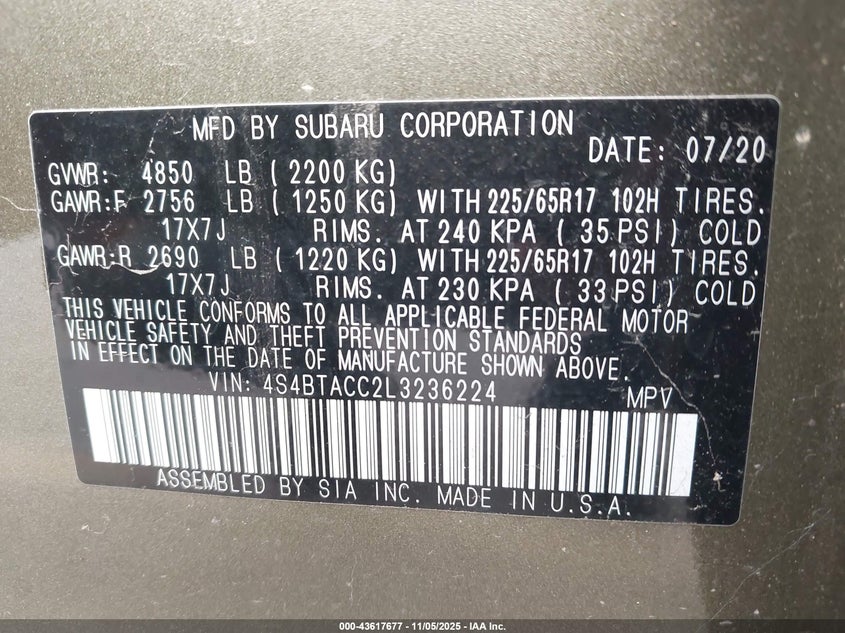 MFD BY SUBARU CORPORATION
DATE: 07/20
GVWR: 4850 LB ( 2200 KG)
GAWR:F 2756 LB ( 1250 KG) WITH 225/65R17 102H TIRES.
17X7J RIMS. AT 240 KPA ( 35 PSI) COLD
GAWR:R 2690 LB ( 1220 KG) WITH 225/65R17 102H TIRES.
17X7J RIMS. AT 230 KPA ( 33 PSI) COLD
THIS VEHICLE CONFORMS TO ALL APPLICABLE FEDERAL MOTOR
VEHICLE SAFETY AND THEFT PREVENTION STANDARDS
IN EFFECT ON THE DATE OF MANUFACTURE SHOWN ABOVE.
VIN: 4S4BTACC2L3236224 MPV
ASSEMBLED BY SIA INC. MADE IN U.S.A.
000-43617677 - 11/05/2025 - IAA Inc.